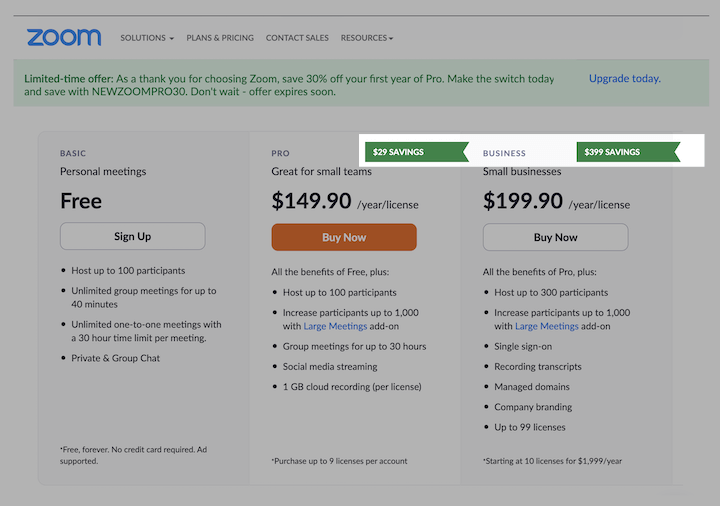 zoom SOLUTIONS PLANS & PRICING CONTACT SALES RESOURCES
Limited-time offer: As a thank you for choosing Zoom, save 30% off your first year of Pro. Make the switch today
and save with NEWZOOMPRO30. Don't wait - offer expires soon.
Upgrade today.
BASIC
Personal meetings
Free
Sign Up
• Host up to 100 participants
• Unlimited group meetings for up to
40 minutes
• Unlimited one-to-one meetings with
a 30 hour time limit per meeting.
• Private & Group Chat
*Free, forever. No credit card required. Ad
supported.
PRO
$29 SAVINGS
Great for small teams
$149.90 /year/license
Buy Now
All the benefits of Free, plus:
• Host up to 100 participants
• Increase participants up to 1,000
with Large Meetings add-on
• Group meetings for up to 30 hours
• Social media streaming
• 1 GB cloud recording (per license)
*Purchase up to 9 licenses per account
BUSINESS
$399 SAVINGS
Small businesses
$199.90 /year/license
Buy Now
All the benefits of Pro, plus:
• Host up to 300 participants
• Increase participants up to 1,000
with Large Meetings add-on
• Single sign-on
• Recording transcripts
• Managed domains
• Company branding
• Up to 99 licenses
*Starting at 10 licenses for $1,999/year